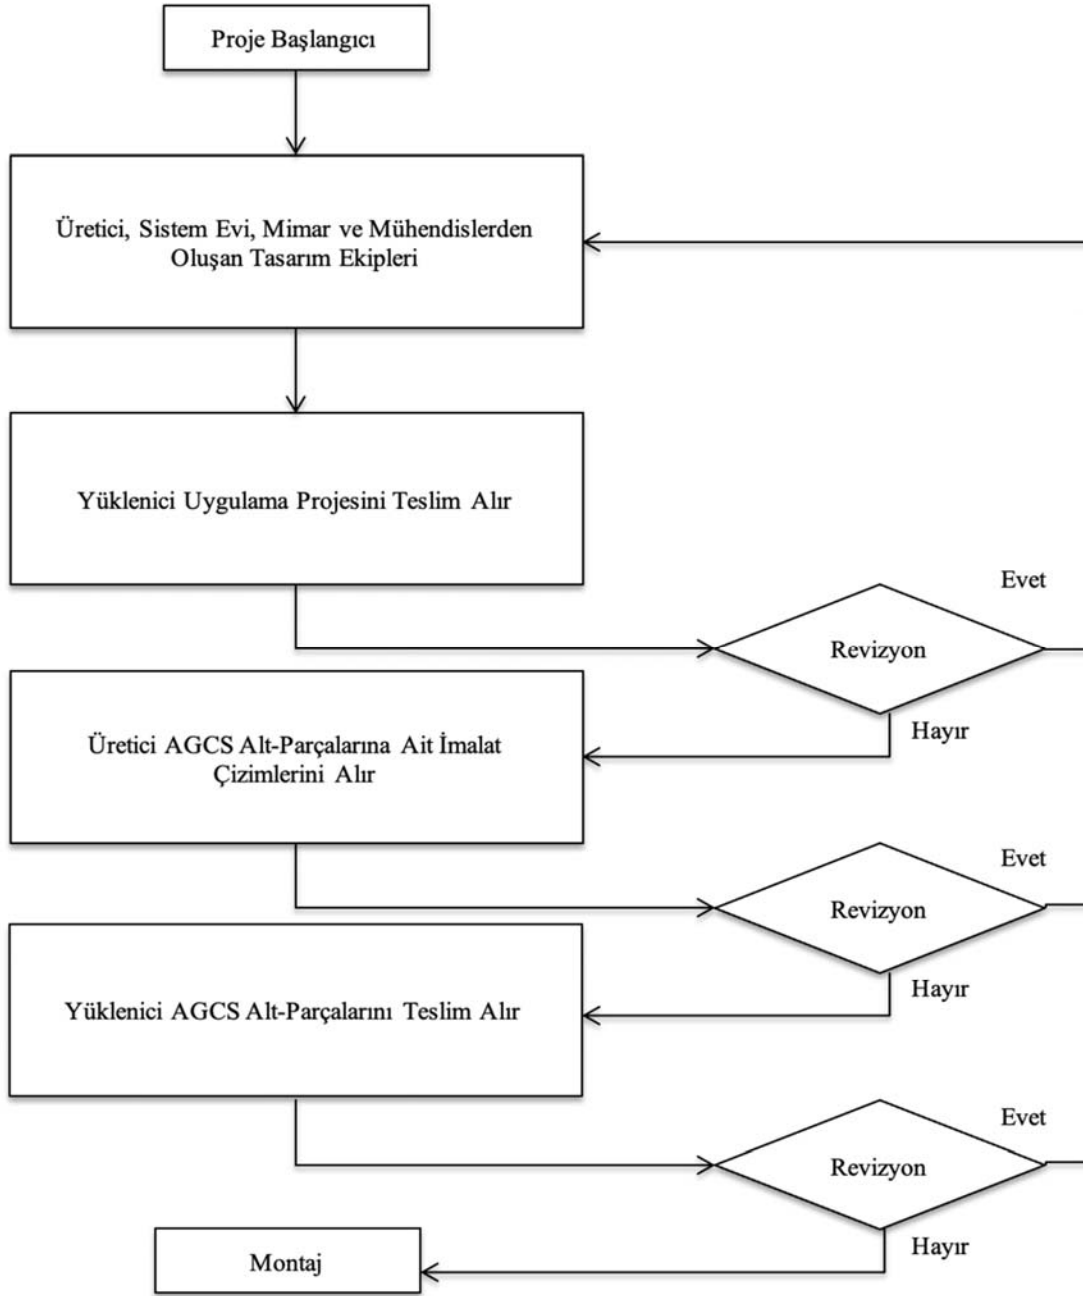 Proje Başlangıcı
Üretici, Sistem Evi, Mimar ve Mühendislerden
Oluşan Tasarım Ekipleri
Yüklenici Uygulama Projesini Teslim Alır
Evet
Revizyon
Hayır
Üretici AGCS Alt-Parçalarına Ait İmalat
Çizimlerini Alır
Evet
Revizyon
Hayır
Yüklenici AGCS Alt-Parçalarını Teslim Alır
Evet
Revizyon
Hayır
Montaj